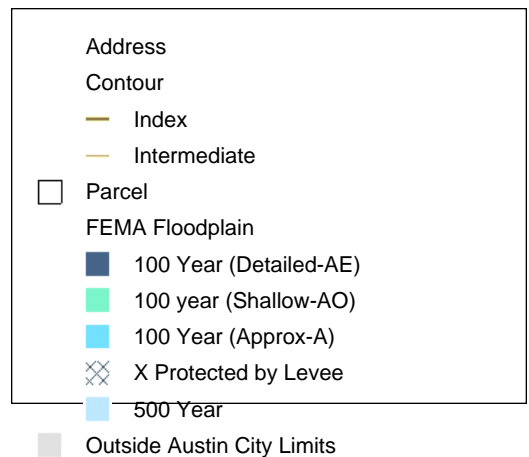 Address
Contour
Index
Intermediate
Parcel
FEMA Floodplain
100 Year (Detailed-AE)
100 year (Shallow-AO)
100 Year (Approx-A)
X Protected by Levee
500 Year
Outside Austin City Limits